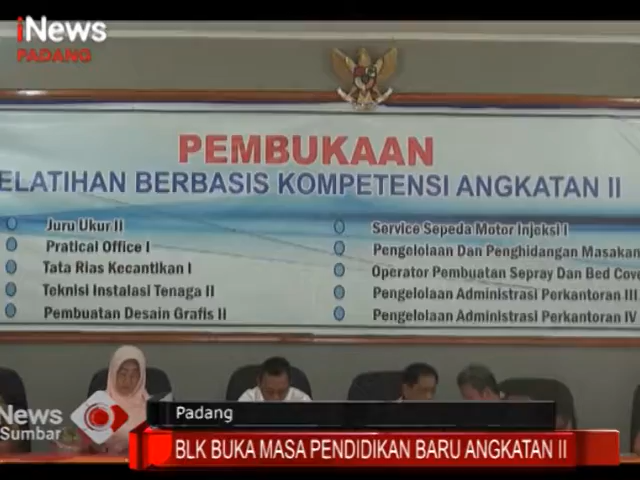 iNews
PADANG
PEMBUKAAN
ELATIHAN BERBASIS KOMPETENSI ANGKATAN II
Juru Ukur II
Pratical Office I
Tata Rias Kecantikan I
Teknisi Instalasi Tenaga II
Pembuatan Desain Grafis II
Service Sepeda Motor Injeksi I
Pengelolaan Dan Penghidangan Masakan
Operator Pembuatan Sepray Dan Bed Cove
Pengelolaan Administrasi Perkantoran III
Pengelolaan Administrasi Perkantoran IV
News
Sumbar
Padang
BLK BUKA MASA PENDIDIKAN BARU ANGKATAN II